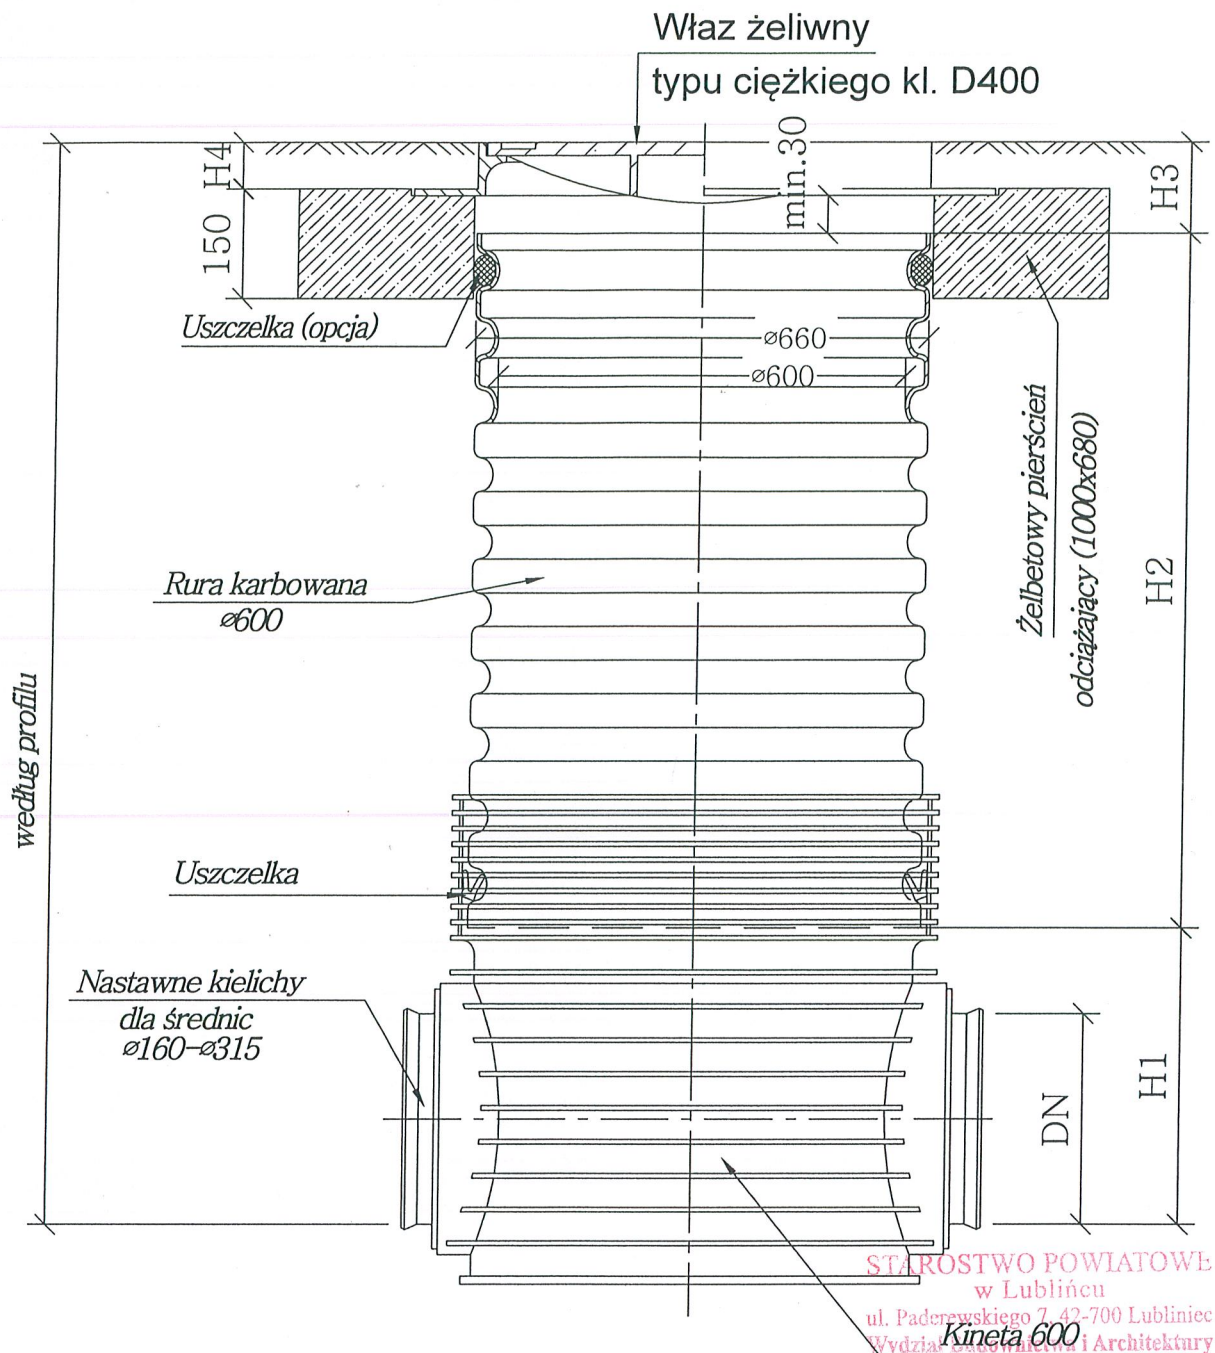 Właz żeliwny
typu ciężkiego kl. D400
H4
150
min.30
H3
Uszczelka (opcja)
ø660
ø600
Żelbetowy pierścień
odciążający (1000x680)
H2
Rura karbowana
ø600
według profilu
Uszczelka
Nastawne kielichy
dla średnic
ø160-ø315
DN
H1
STAROSTWO POWIATOWE
w Lublińcu
ul. Paderewskiego 7, 42-700 Lubliniec
Wydział Budownictwa i Architektury
Kineta 600